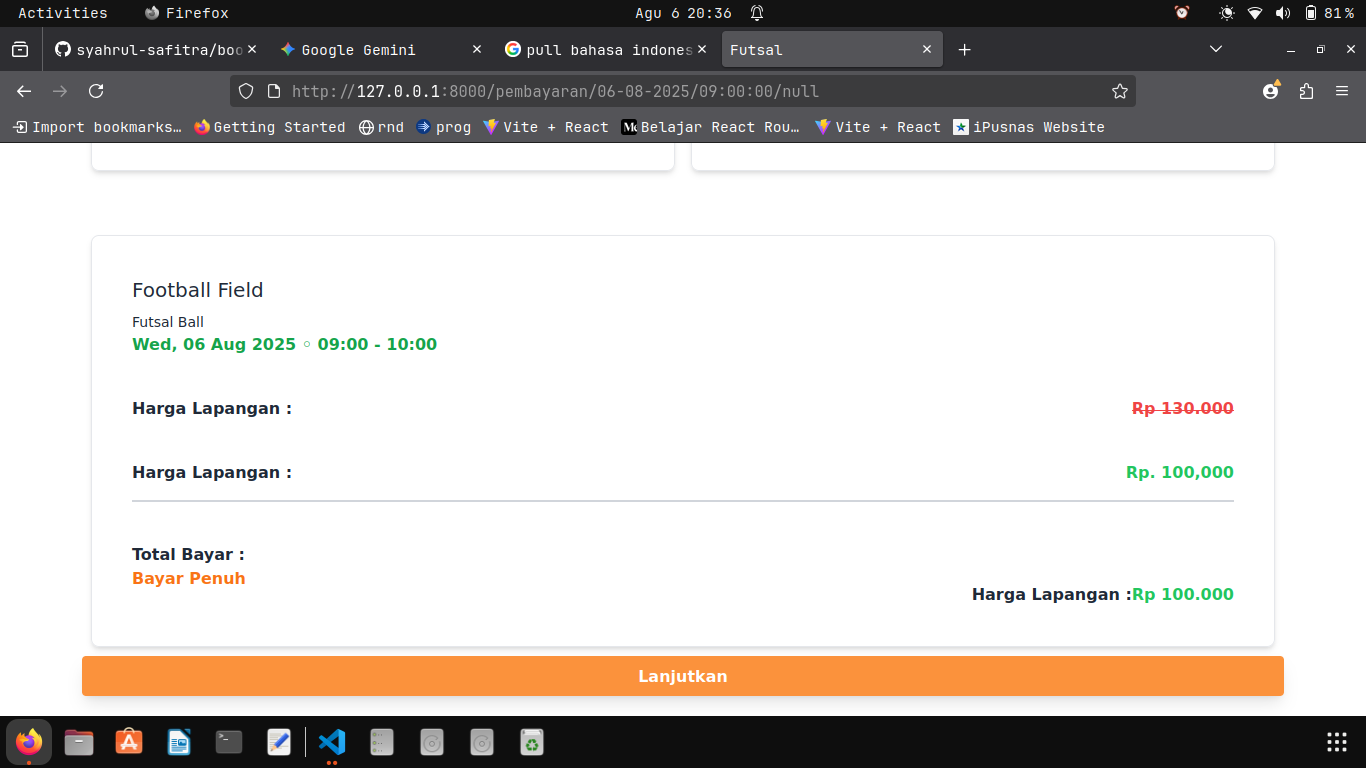 Activities Firefox Agu 6 20:36 81%
syahrul-safitra/boo Google Gemini pull bahasa indones Futsal
http://127.0.0.1:8000/pembayaran/06-08-2025/09:00:00/null
Import bookmarks… Getting Started rnd prog Vite + React Belajar React Rou… Vite + React iPusnas Website
Football Field
Futsal Ball
Wed, 06 Aug 2025 ◦ 09:00 - 10:00
Harga Lapangan : Rp 130.000
Harga Lapangan : Rp. 100,000
Total Bayar :
Bayar Penuh
Harga Lapangan :Rp 100.000
Lanjutkan